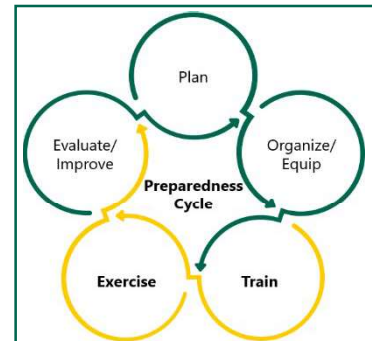 Plan
Evaluate/
Improve
Organize/
Equip
Preparedness
Cycle
Exercise
Train